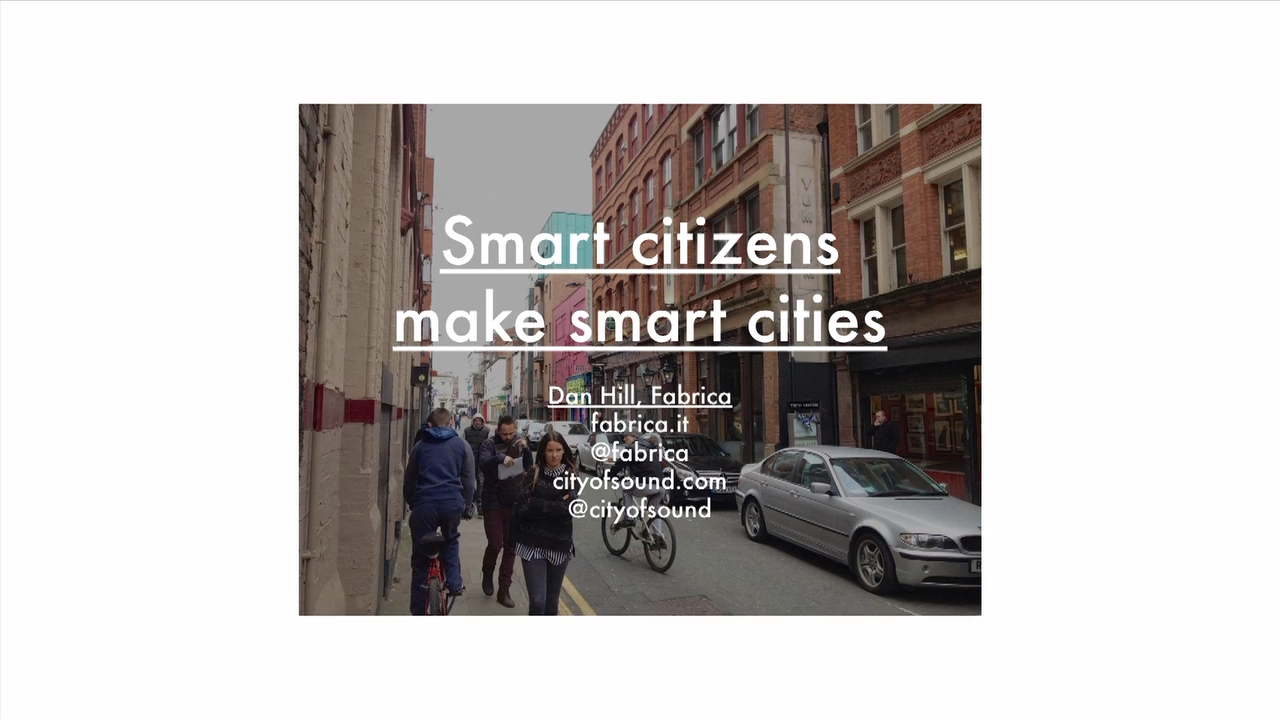 Smart citizens
make smart cities
Dan Hill, Fabrica
fabrica.it
@fabrica
cityofsound.com
@cityofsound